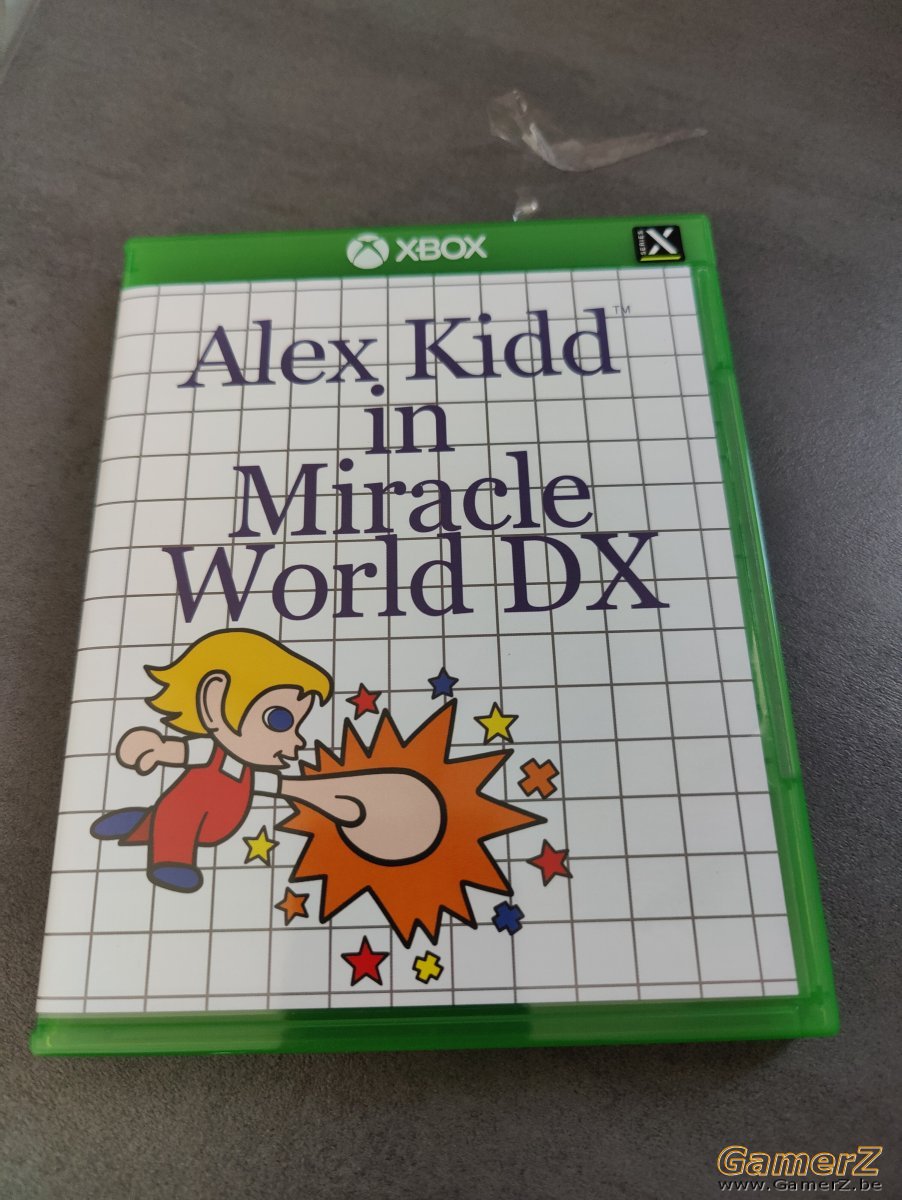 XBOX
SERIES X
Alex Kidd™
in
Miracle
World DX
GamerZ
www.GamerZ.be